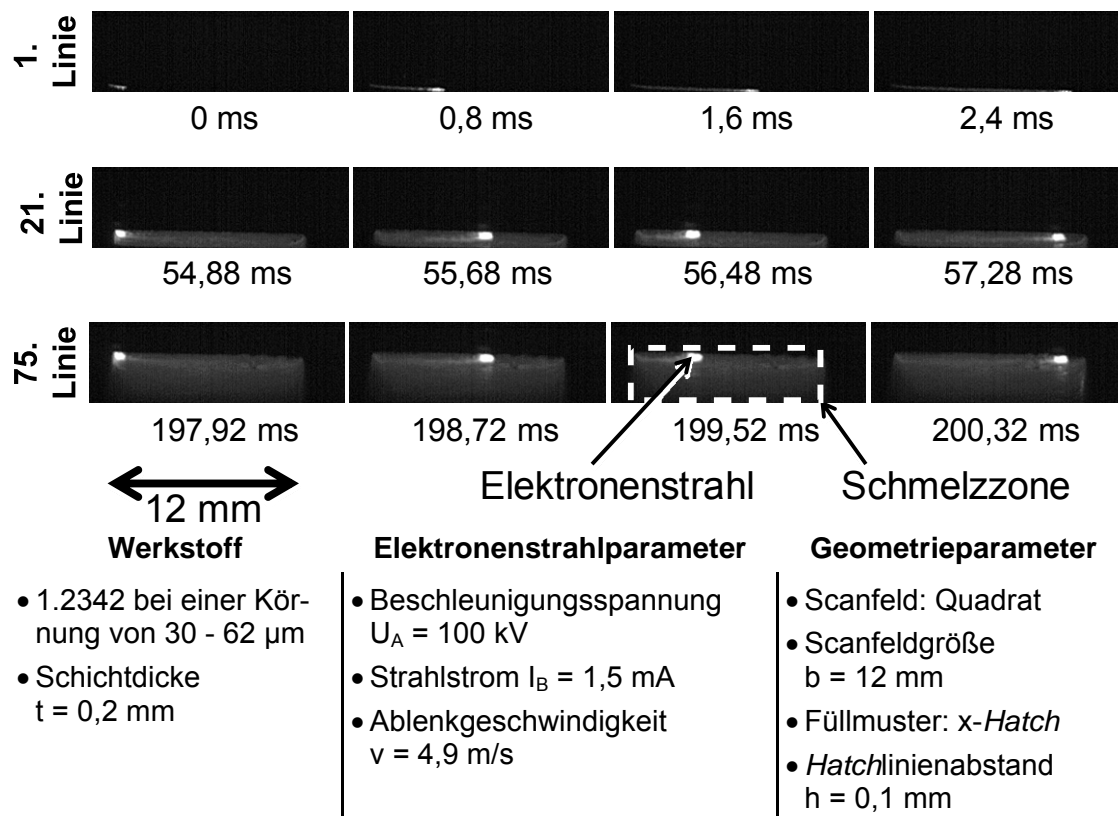 1.
Linie
0 ms
0,8 ms
1,6 ms
2,4 ms
21.
Linie
54,88 ms
55,68 ms
56,48 ms
57,28 ms
75.
Linie
197,92 ms
198,72 ms
199,52 ms
200,32 ms
12 mm
Elektronenstrahl
Schmelzzone
Werkstoff
• 1.2342 bei einer Kör-
nung von 30 - 62 µm
• Schichtdicke
t = 0,2 mm
Elektronenstrahlparameter
• Beschleunigungsspannung
U_A = 100 kV
• Strahlstrom I_B = 1,5 mA
• Ablenkgeschwindigkeit
v = 4,9 m/s
Geometrieparameter
• Scanfeld: Quadrat
• Scanfeldgröße
b = 12 mm
• Füllmuster: x-Hatch
• Hatchlinienabstand
h = 0,1 mm